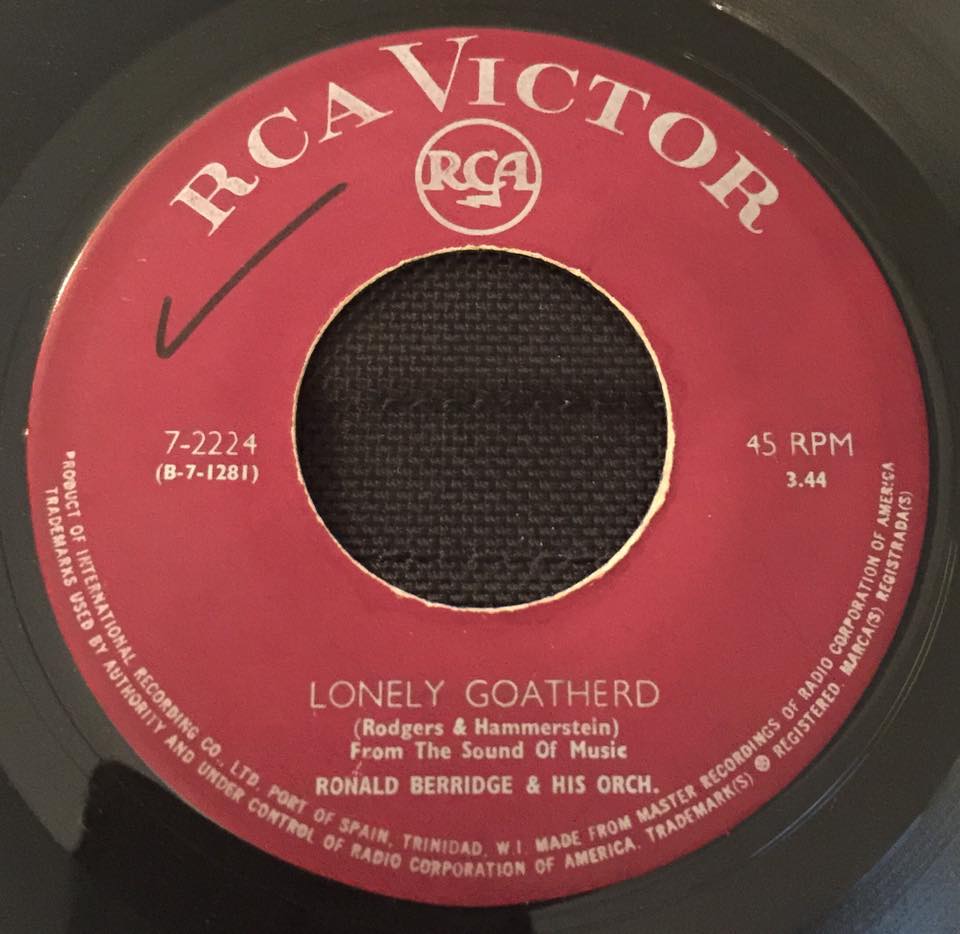 RCA VICTOR
RCA
7-2224
(B-7-1281)
45 RPM
3.44
LONELY GOATHERD
(Rodgers & Hammerstein)
From The Sound Of Music
RONALD BERRIDGE & HIS ORCH.
PRODUCT OF INTERNATIONAL RECORDING CO., LTD. PORT OF SPAIN, TRINIDAD, W.I. MADE FROM MASTER RECORDINGS OF RADIO CORPORATION OF AMERICA
TRADEMARKS USED BY AUTHORITY AND UNDER CONTROL OF RADIO CORPORATION OF AMERICA. TRADEMARK(S) ® REGISTERED. MARCA(S) REGISTRADA(S)